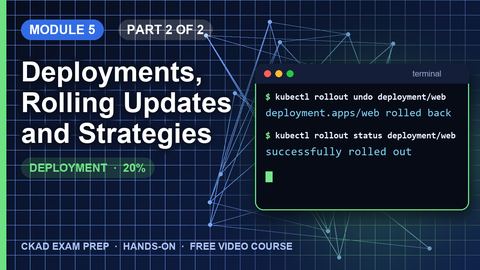 MODULE 5
PART 2 OF 2
Deployments,
Rolling Updates
and Strategies
DEPLOYMENT · 20%
terminal
$ kubectl rollout undo deployment/web
deployment.apps/web rolled back
$ kubectl rollout status deployment/web
successfully rolled out
CKAD EXAM PREP · HANDS-ON · FREE VIDEO COURSE